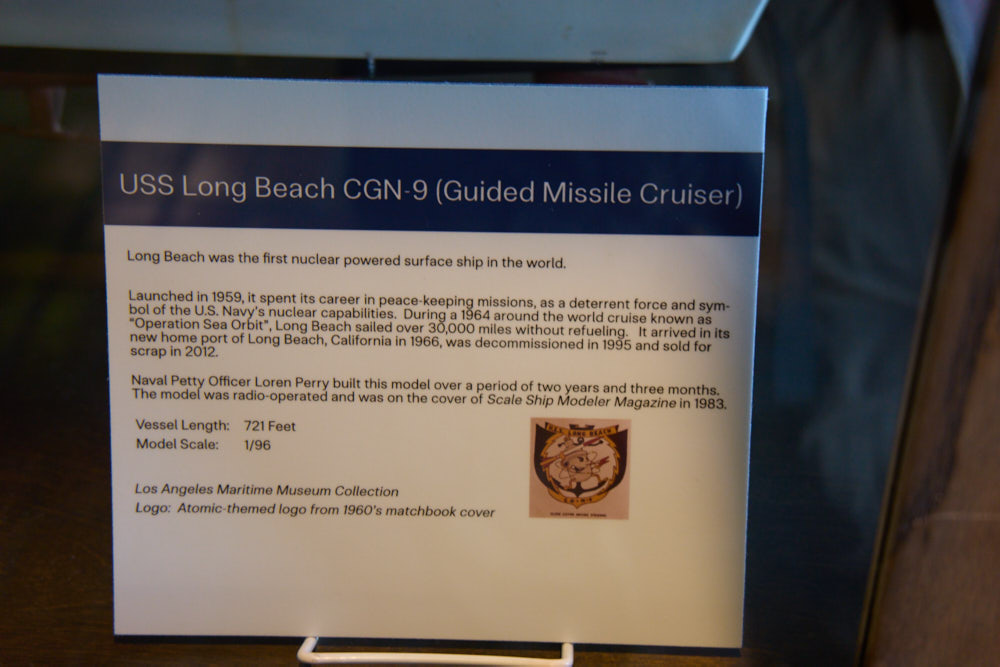 USS Long Beach CGN-9 (Guided Missile Cruiser)
Long Beach was the first nuclear powered surface ship in the world.
Launched in 1959, it spent its career in peace-keeping missions, as a deterrent force and sym-
bol of the U.S. Navy's nuclear capabilities. During a 1964 around the world cruise known as
"Operation Sea Orbit", Long Beach sailed over 30,000 miles without refueling. It arrived in its
new home port of Long Beach, California in 1966, was decommissioned in 1995 and sold for
scrap in 2012.
Naval Petty Officer Loren Perry built this model over a period of two years and three months.
The model was radio-operated and was on the cover of Scale Ship Modeler Magazine in 1983.
Vessel Length: 721 Feet
Model Scale: 1/96
U.S.S. LONG BEACH
Los Angeles Maritime Museum Collection
Logo: Atomic-themed logo from 1960's matchbook cover